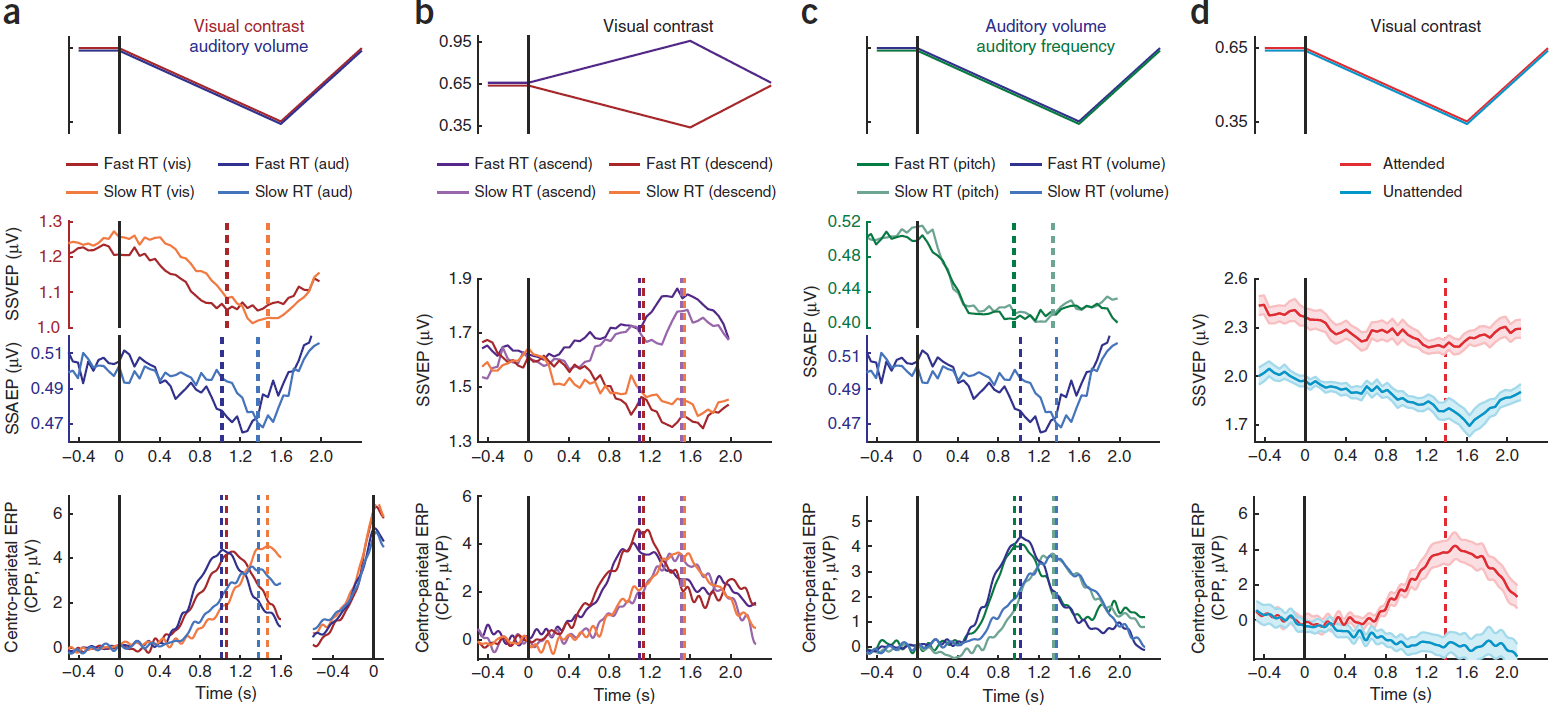 a
Visual contrast
auditory volume
Fast RT (vis) Fast RT (aud)
Slow RT (vis) Slow RT (aud)
SSVEP (μV)
1.3
1.2
1.1
1.0
SSAEP (μV)
0.51
0.49
0.47
−0.4 0 0.4 0.8 1.2 1.6 2.0
Centro-parietal ERP
(CPP, μV)
6
4
2
0
−0.4 0 0.4 0.8 1.2 1.6 −0.4 0
Time (s)
b
Visual contrast
0.95
0.65
0.35
Fast RT (ascend) Fast RT (descend)
Slow RT (ascend) Slow RT (descend)
SSVEP (μV)
1.9
1.7
1.5
1.3
−0.4 0 0.4 0.8 1.2 1.6 2.0
Centro-parietal ERP
(CPP, μVP)
6
4
2
0
−0.4 0 0.4 0.8 1.2 1.6 2.0
Time (s)
c
Auditory volume
auditory frequency
Fast RT (pitch) Fast RT (volume)
Slow RT (pitch) Slow RT (volume)
SSAEP (μV)
0.52
0.48
0.44
0.40
0.51
0.49
0.47
−0.4 0 0.4 0.8 1.2 1.6 2.0
Centro-parietal ERP
(CPP, μVP)
5
4
3
2
1
0
−0.4 0 0.4 0.8 1.2 1.6 2.0
Time (s)
d
Visual contrast
0.65
0.35
Attended
Unattended
SSVEP (μV)
2.6
2.3
2.0
1.7
−0.4 0 0.4 0.8 1.2 1.6 2.0
Centro-parietal ERP
(CPP, μVP)
6
4
2
0
−0.4 0 0.4 0.8 1.2 1.6 2.0
Time (s)